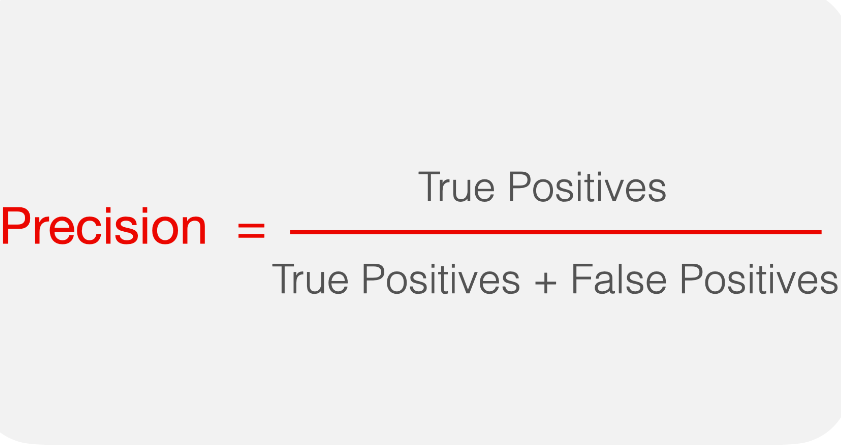 True Positives
Precision =
True Positives + False Positives